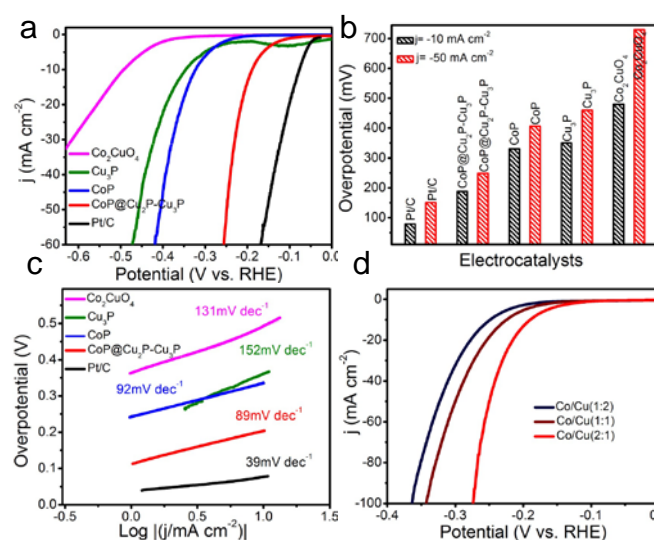 a
0
-10
-20
-30
-40
-50
-60
j (mA cm⁻²)
Co₂CuO₄
Cu₃P
CoP
CoP@Cu₂P-Cu₃P
Pt/C
-0.6 -0.5 -0.4 -0.3 -0.2 -0.1 0.0
Potential (V vs. RHE)
b
j= -10 mA cm⁻²
j= -50 mA cm⁻²
700
600
500
400
300
200
100
Overpotential (mV)
Pt/C
Pt/C
CoP@Cu₂P-Cu₃P
CoP@Cu₂P-Cu₃P
CoP
CoP
Cu₃P
Cu₃P
Co₂CuO₄
Co₂CuO₄
Electrocatalysts
c
Co₂CuO₄
Cu₃P
CoP
CoP@Cu₂P-Cu₃P
Pt/C
131mV dec⁻¹
152mV dec⁻¹
92mV dec⁻¹
89mV dec⁻¹
39mV dec⁻¹
0.5
0.4
0.3
0.2
0.1
0.0
Overpotential (V)
-0.5 0.0 0.5 1.0 1.5
Log |(j/mA cm⁻²)|
d
0
-20
-40
-60
-80
-100
j (mA cm⁻²)
Co/Cu(1:2)
Co/Cu(1:1)
Co/Cu(2:1)
-0.4 -0.3 -0.2 -0.1 0
Potential (V vs. RHE)